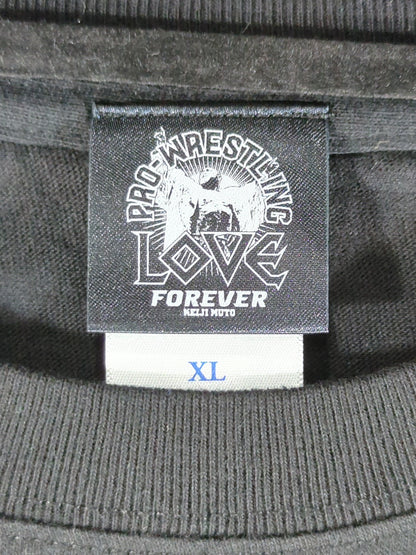 PRO-WRESTLING
LOVE
FOREVER
KEIJI MUTO
XL